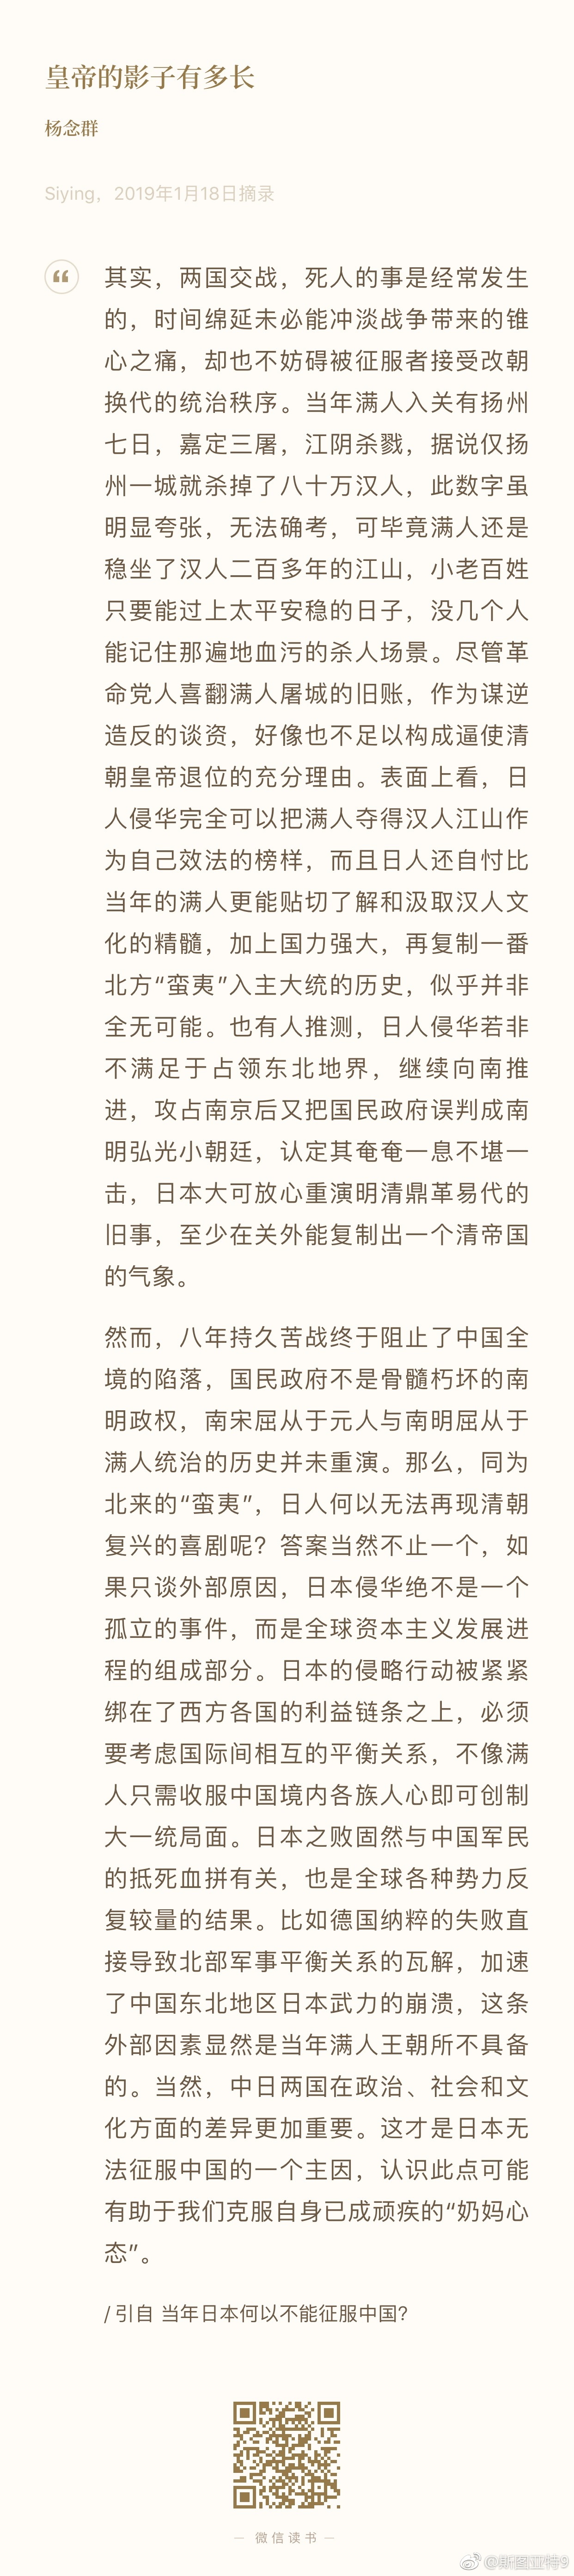 皇帝的影子有多长
杨念群
Siying，2019年1月18日摘录
其实，两国交战，死人的事是经常发生
的，时间绵延未必能冲淡战争带来的锥
心之痛，却也不妨碍被征服者接受改朝
换代的统治秩序。当年满人入关有扬州
七日，嘉定三屠，江阴杀戮，据说仅扬
州一城就杀掉了八十万汉人，此数字虽
明显夸张，无法确考，可毕竟满人还是
稳坐了汉人二百多年的江山，小老百姓
只要能过上太平安稳的日子，没几个人
能记住那遍地血污的杀人场景。尽管革
命党人喜翻满人屠城的旧账，作为谋逆
造反的谈资，好像也不足以构成逼使清
朝皇帝退位的充分理由。表面上看，日
人侵华完全可以把满人夺得汉人江山作
为自己效法的榜样，而且日人还自忖比
当年的满人更能贴切了解和汲取汉人文
化的精髓，加上国力强大，再复制一番
北方“蛮夷”入主大统的历史，似乎并非
全无可能。也有人推测，日人侵华若非
不满足于占领东北地界，继续向南推
进，攻占南京后又把国民政府误判成南
明弘光小朝廷，认定其奄奄一息不堪一
击，日本大可放心重演明清鼎革易代的
旧事，至少在关外能复制出一个清帝国
的气象。
然而，八年持久苦战终于阻止了中国全
境的陷落，国民政府不是骨髓朽坏的南
明政权，南宋屈从于元人与南明屈从于
满人统治的历史并未重演。那么，同为
北来的“蛮夷”，日人何以无法再现清朝
复兴的喜剧呢？答案当然不止一个，如
果只谈外部原因，日本侵华绝不是一个
孤立的事件，而是全球资本主义发展进
程的组成部分。日本的侵略行动被紧紧
绑在了西方各国的利益链条之上，必须
要考虑国际间相互的平衡关系，不像满
人只需收服中国境内各族人心即可创制
大一统局面。日本之败固然与中国军民
的抵死血拼有关，也是全球各种势力反
复较量的结果。比如德国纳粹的失败直
接导致北部军事平衡关系的瓦解，加速
了中国东北地区日本武力的崩溃，这条
外部因素显然是当年满人王朝所不具备
的。当然，中日两国在政治、社会和文
化方面的差异更加重要。这才是日本无
法征服中国的一个主因，认识此点可能
有助于我们克服自身已成顽疾的“奶妈心
态”。
/ 引自 当年日本何以不能征服中国？
— 微信读书 —
@斯图亚特9